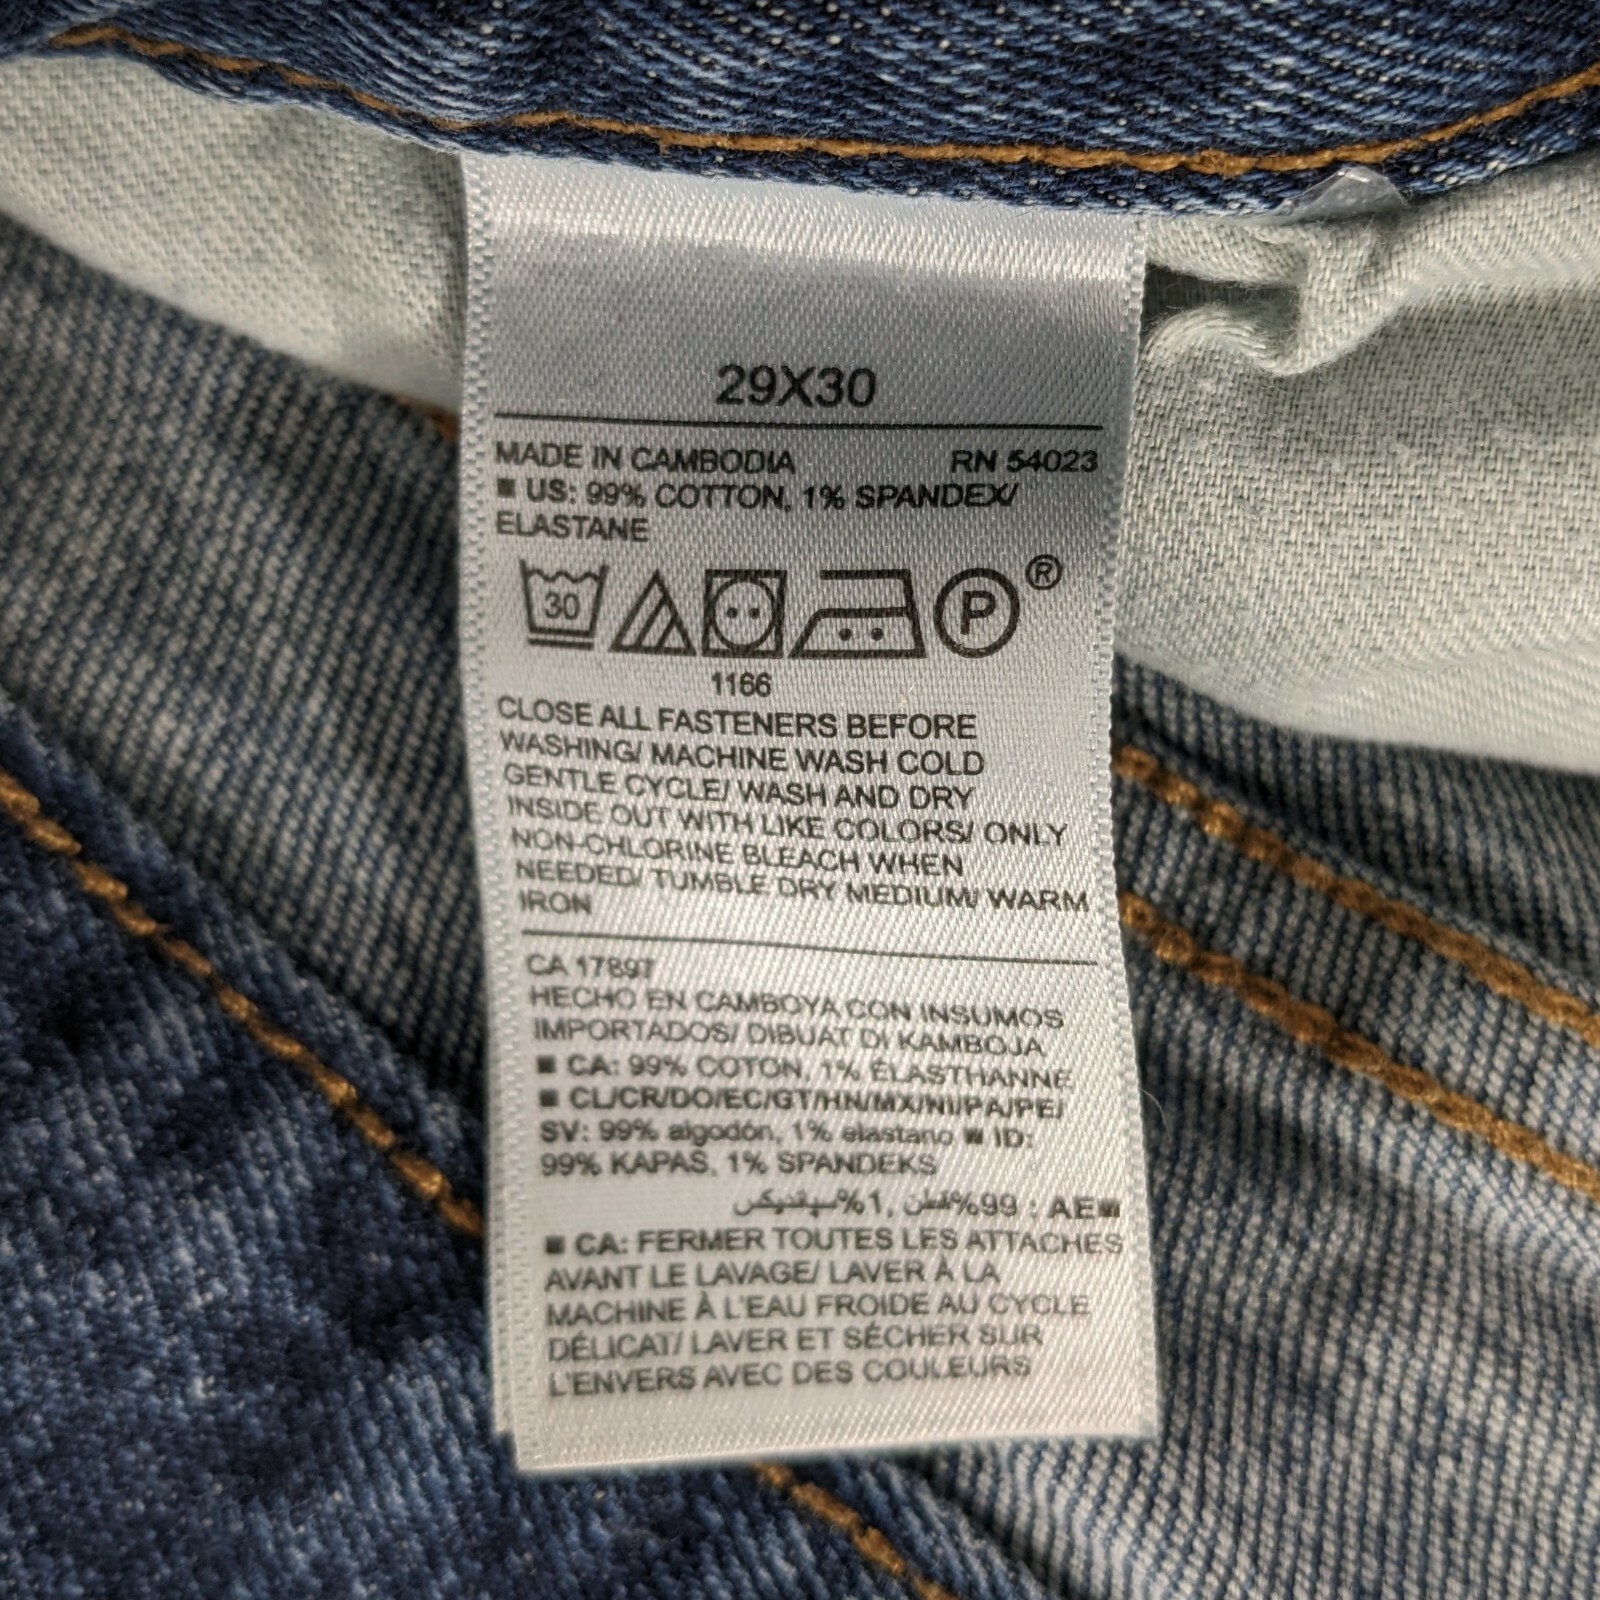 29X30
MADE IN CAMBODIA RN 54023
■ US: 99% COTTON, 1% SPANDEX/
ELASTANE
30 P ®
1166
CLOSE ALL FASTENERS BEFORE
WASHING/ MACHINE WASH COLD
GENTLE CYCLE/ WASH AND DRY
INSIDE OUT WITH LIKE COLORS/ ONLY
NON-CHLORINE BLEACH WHEN
NEEDED/ TUMBLE DRY MEDIUM/ WARM
IRON
CA 17897
HECHO EN CAMBOYA CON INSUMOS
IMPORTADOS/ DIBUAT DI KAMBOJA
■ CA: 99% COTON, 1% ÉLASTHANNE
■ CL/CR/DO/EC/GT/HN/MX/NI/PA/PE/
SV: 99% algodón, 1% elastano ■ ID:
99% KAPAS, 1% SPANDEKS
■AE : 99%قطن, 1%سپقنديكس
■ CA: FERMER TOUTES LES ATTACHES
AVANT LE LAVAGE/ LAVER À LA
MACHINE À L'EAU FROIDE AU CYCLE
DÉLICAT/ LAVER ET SÉCHER SUR
L'ENVERS AVEC DES COULEURS